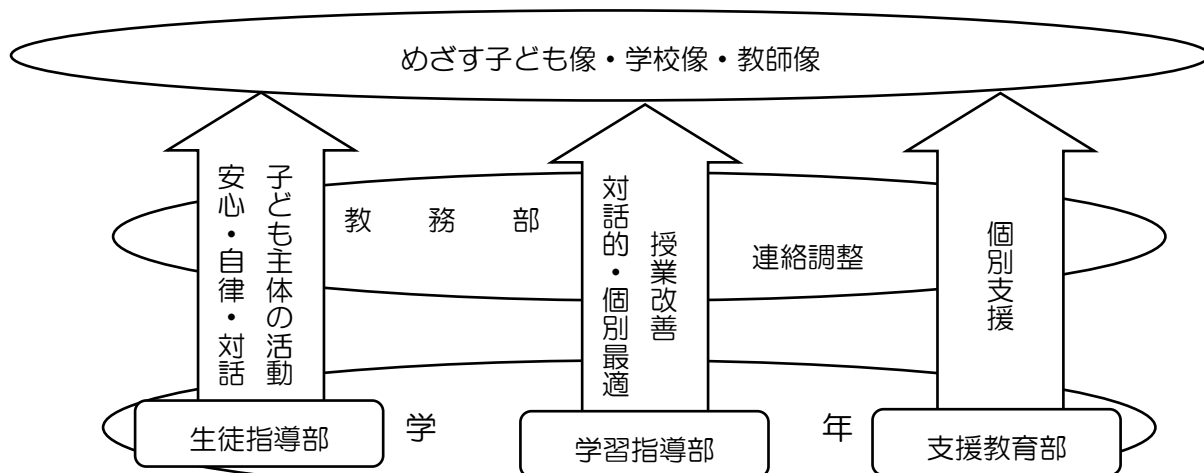 めざす子ども像・学校像・教師像
子ども主体の活動
安心・自律・対話
教務部
授業改善
対話的・個別最適
連絡調整
個別支援
生徒指導部
学年
学習指導部
支援教育部